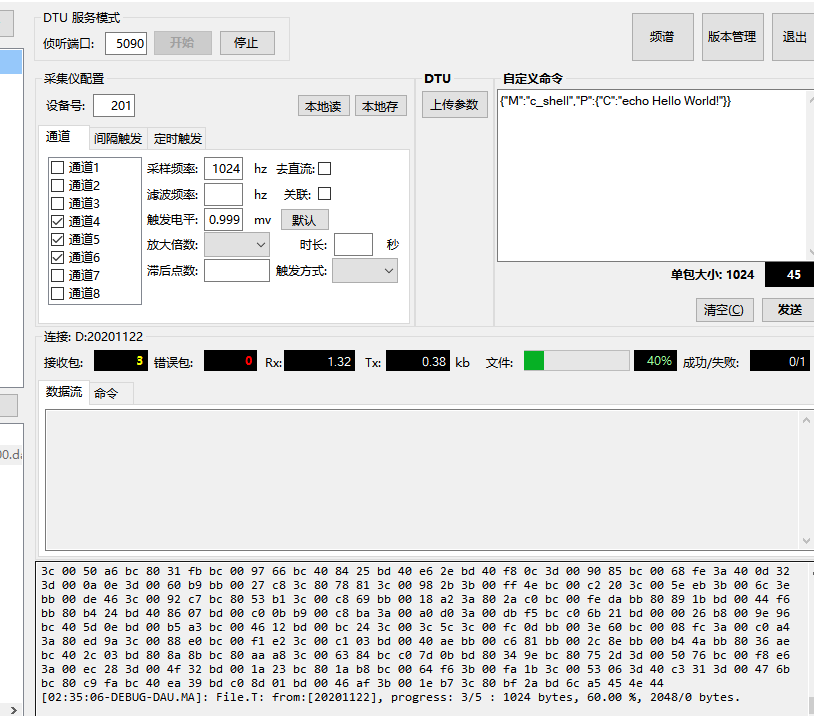 DTU 服务模式
侦听端口: 5090 开始 停止
频谱 版本管理 退出
采集仪配置
设备号: 201 本地读 本地存
通道 间隔触发 定时触发
通道1
通道2
通道3
通道4
通道5
通道6
通道7
通道8
采样频率: 1024 hz 去直流:
滤波频率: hz 关联:
触发电平: 0.999 mv 默认
放大倍数: 时长: 秒
滞后点数: 触发方式:
DTU
上传参数
自定义命令
{"M":"c_shell","P":{"C":"echo Hello World!"}}
单包大小: 1024 45
清空(C) 发送
连接: D:20201122
接收包: 3 错误包: 0 Rx: 1.32 Tx: 0.38 kb 文件: 40% 成功/失败: 0/1
数据流 命令
00.da
3c 00 50 a6 bc 80 31 fb bc 00 97 66 bc 40 84 25 bd 40 e6 2e bd 40 f8 0c 3d 00 90 85 bc 00 68 fe 3a 40 0d 32
3d 00 0a 0e 3d 00 60 b9 bb 00 27 c8 3c 80 78 81 3c 00 98 2b 3b 00 ff 4e bc 00 c2 20 3c 00 5e eb 3b 00 6c 3e
bb 00 de 46 3c 00 92 c7 bc 80 53 b1 3c 00 c8 69 bb 00 18 a2 3a 80 2a c0 bc 00 fe da bb 80 89 1b bd 00 44 f6
bb 80 b4 24 bd 40 86 07 bd 00 c0 0b b9 00 c8 ba 3a 00 a0 d3 3a 00 db f5 bc c0 6b 21 bd 00 00 26 b8 00 9e 96
bc 40 5d 0e bd 00 b5 a3 bc 00 46 12 bd 00 bc 24 3c 00 3c 5c 3c 00 fc 0d bb 00 3e 60 bc 00 08 fc 3a 00 c0 a4
3a 80 ed 9a 3c 00 88 e0 bc 00 f1 e2 3c 00 c1 03 bd 00 40 ae bb 00 c6 81 bb 00 2c 8e bb 00 b4 4a bb 80 36 ae
bc 40 2c 03 bd 80 8a 8b bc 80 aa a8 3c 00 63 84 bc c0 7d 0b bd 80 34 9e bc 80 75 2d 3d 00 50 76 bc 00 f8 e6
3a 00 ec 28 3d 00 4f 32 bd 00 1a 23 bc 80 1a b8 bc 00 64 f6 3b 00 fa 1b 3c 00 53 06 3d 40 c3 31 3d 00 47 6b
bc 80 c9 fa bc 40 ea 39 bd c0 8d 01 bd 00 46 af 3b 00 1e b7 3c 80 bf 2a bd 6c a5 45 4e 44
[02:35:06-DEBUG-DAU.MA]: File.T: from:[20201122], progress: 3/5 : 1024 bytes, 60.00 %, 2048/0 bytes.